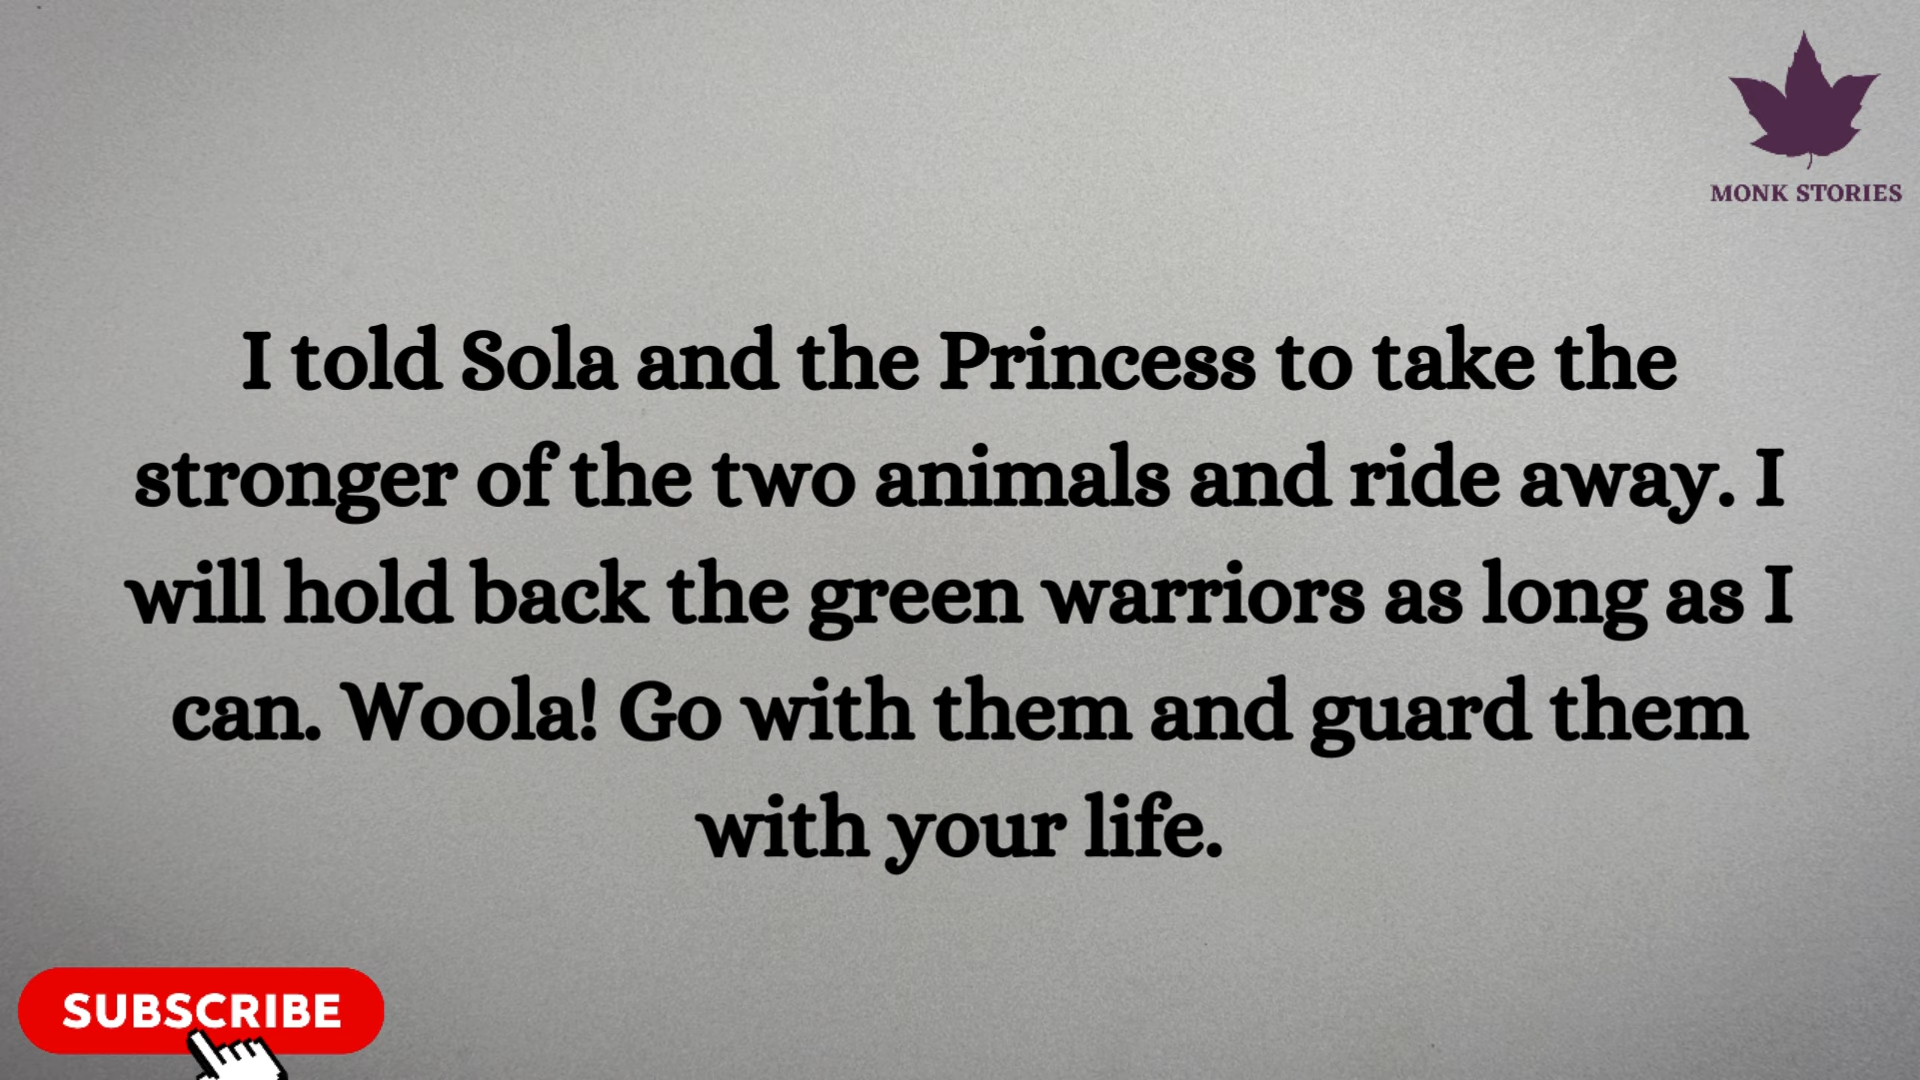 MONK STORIES
I told Sola and the Princess to take the
stronger of the two animals and ride away. I
will hold back the green warriors as long as I
can. Woola! Go with them and guard them
with your life.
SUBSCRIBE